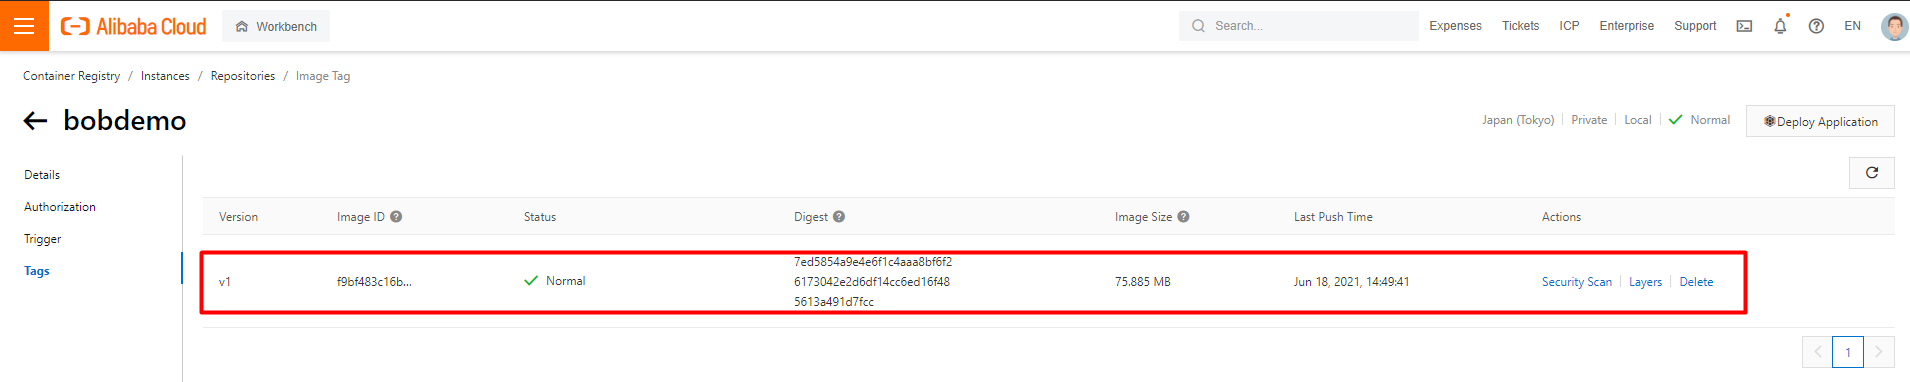 Alibaba Cloud Workbench Search... Expenses Tickets ICP Enterprise Support EN
Container Registry / Instances / Repositories / Image Tag
bobdemo
Japan (Tokyo) Private Local Normal Deploy Application
Details
Authorization
Trigger
Tags
Version Image ID Status Digest Image Size Last Push Time Actions
v1 f9bf483c16b... Normal
7ed5854a9e4e6f1c4aaa8bf6f2
6173042e2d6df14cc6ed16f48
5613a491d7fcc
75.885 MB Jun 18, 2021, 14:49:41 Security Scan Layers Delete
1